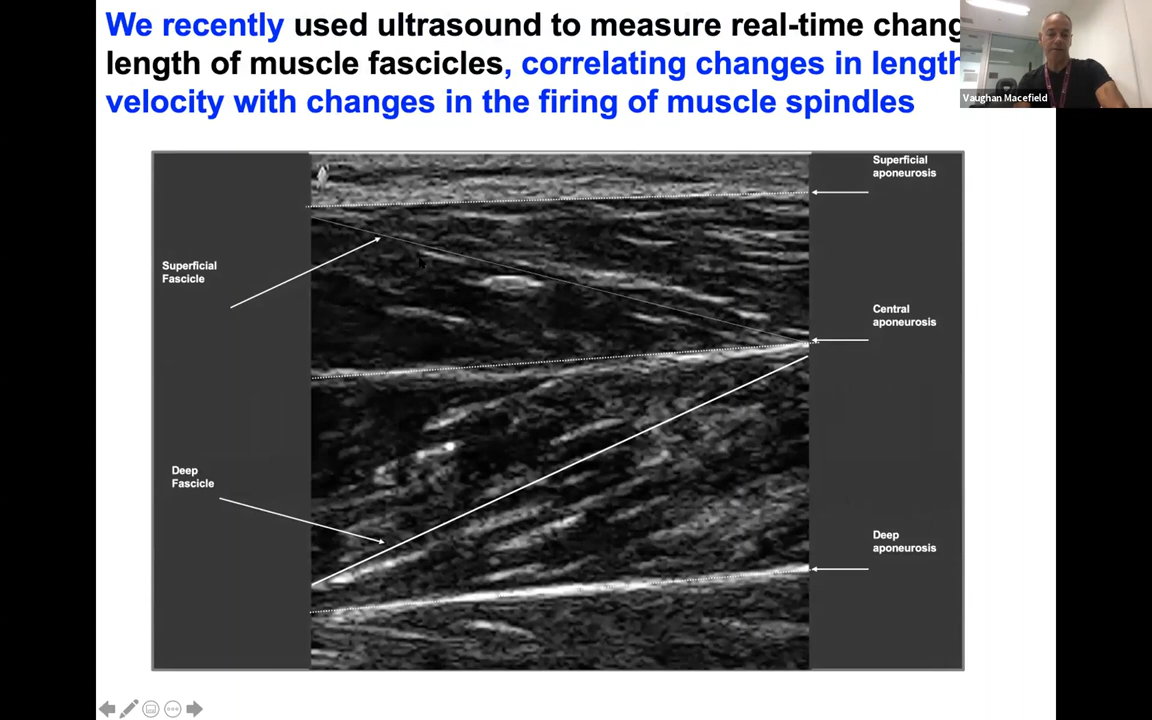 We recently used ultrasound to measure real-time chang
length of muscle fascicles, correlating changes in length
velocity with changes in the firing of muscle spindles
Vaughan Macefield
Superficial
aponeurosis
Superficial
Fascicle
Central
aponeurosis
Deep
Fascicle
Deep
aponeurosis